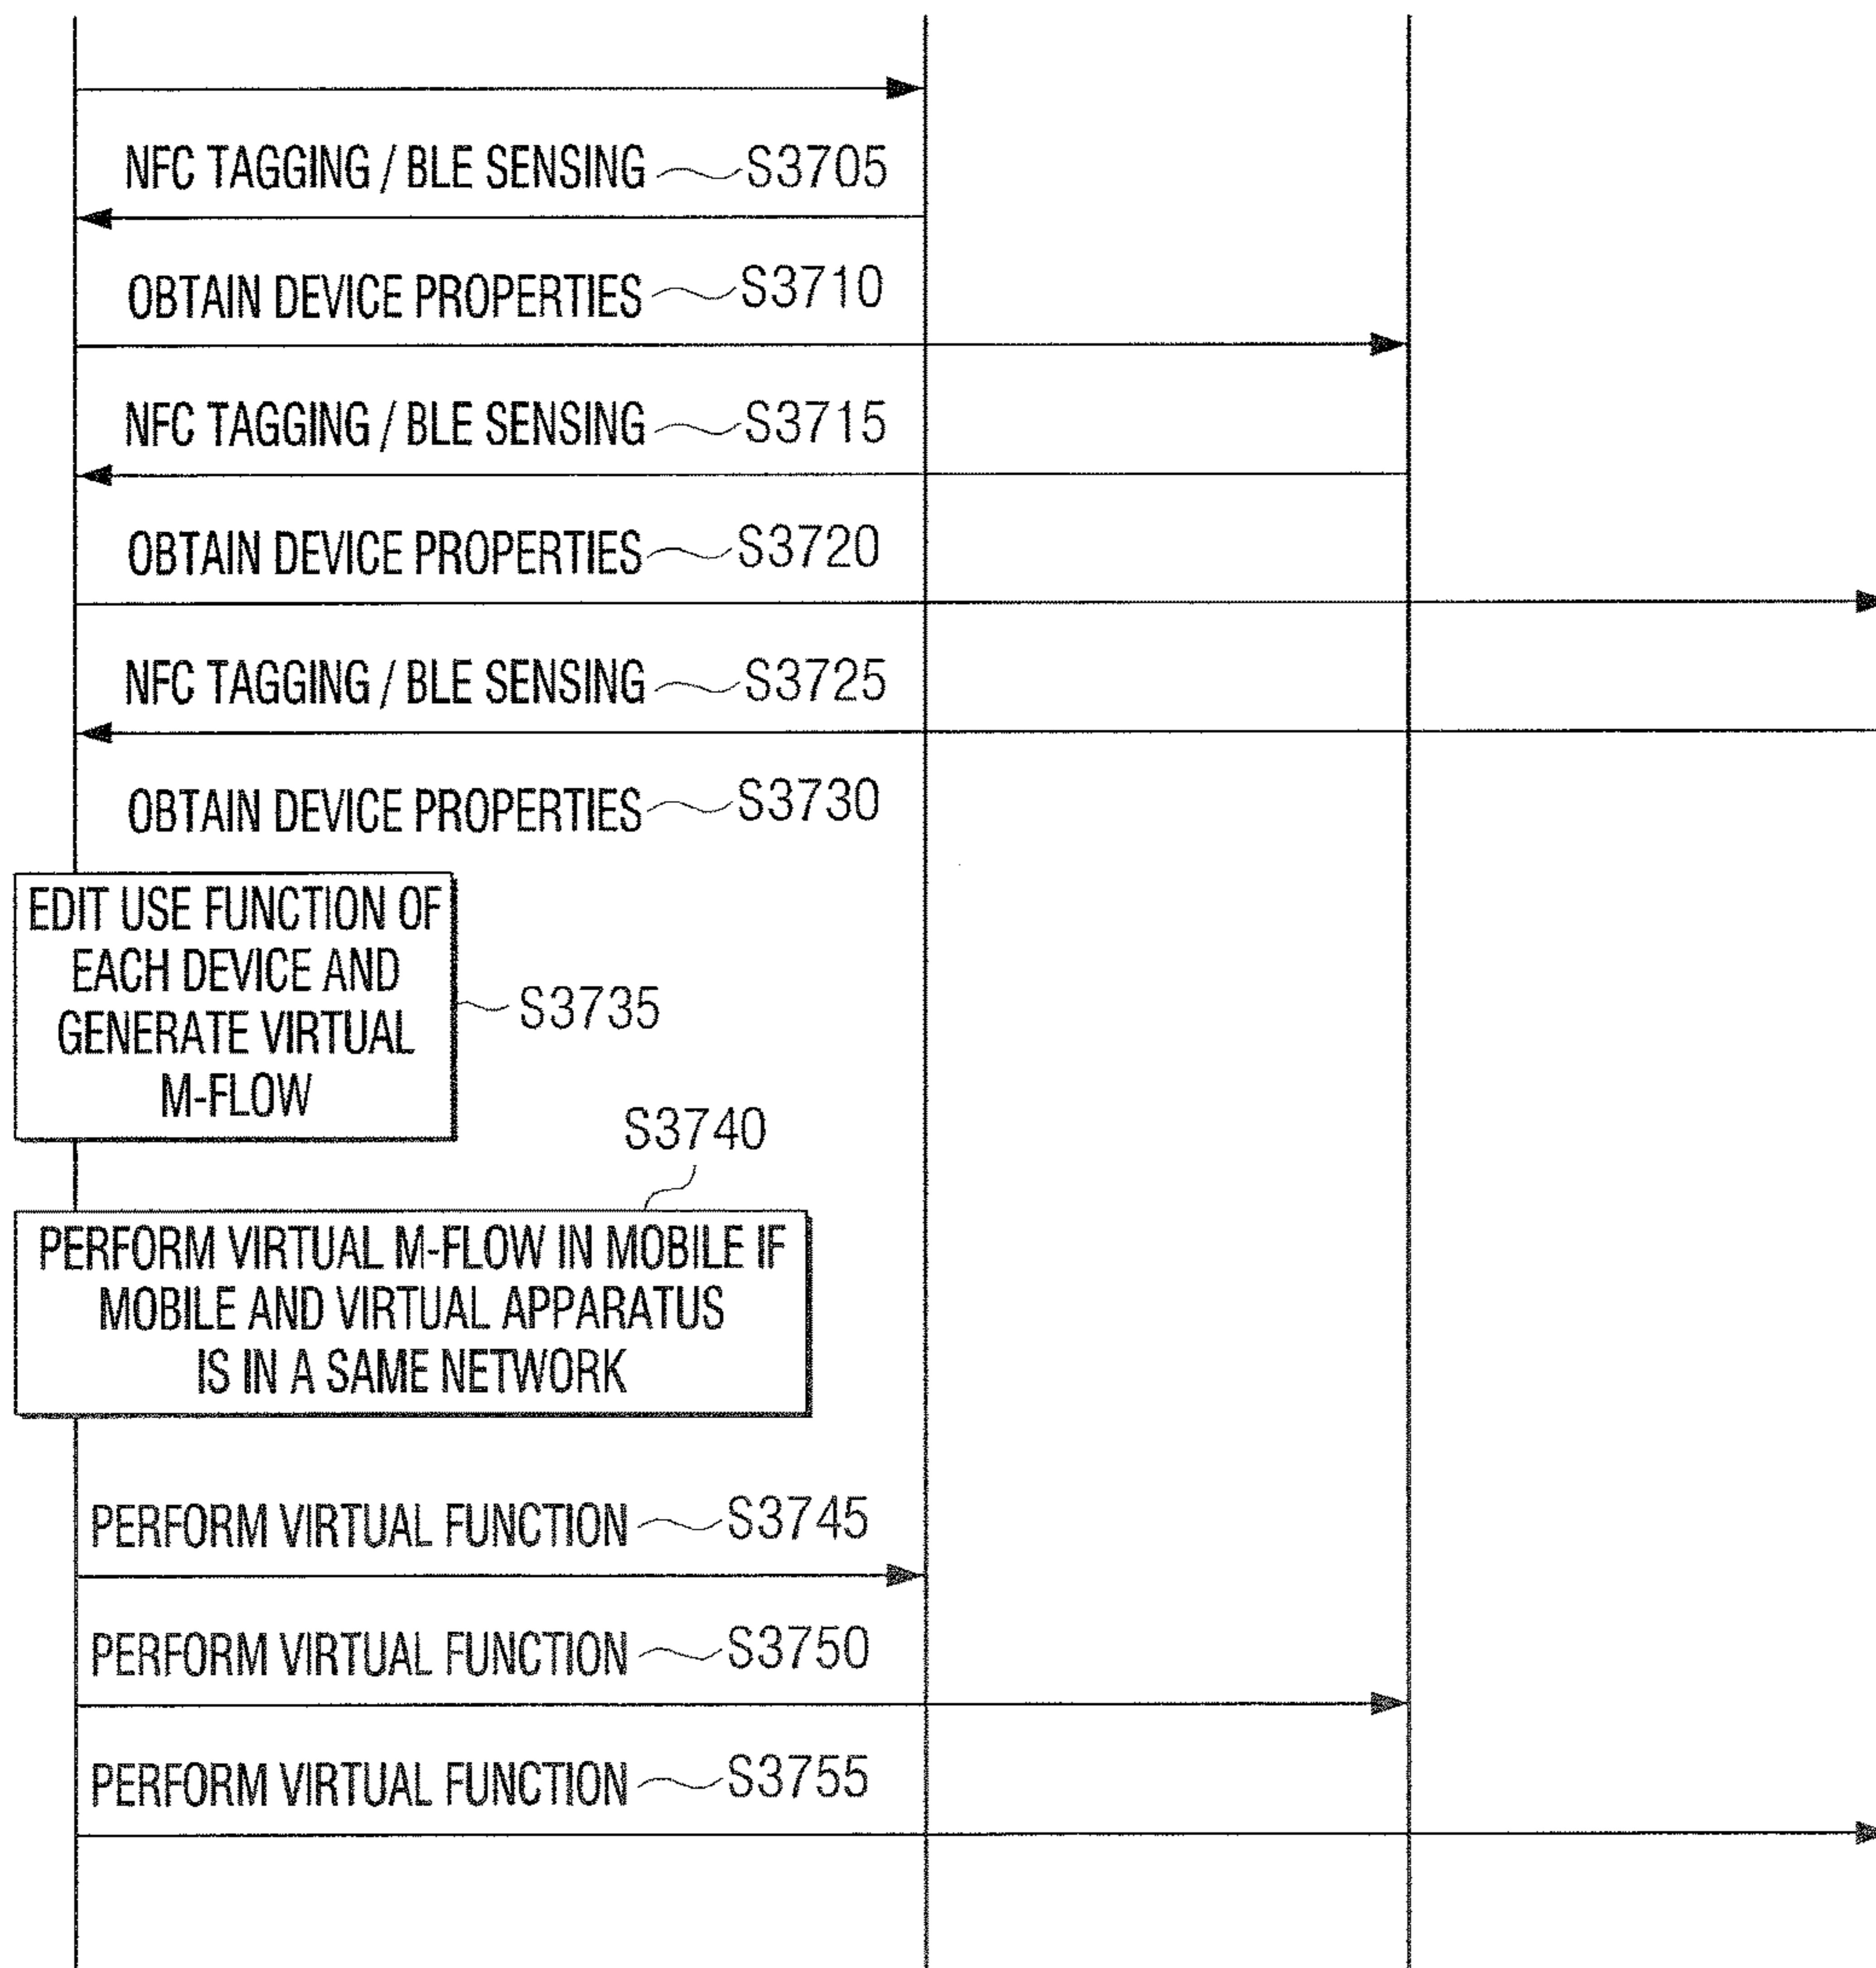 NFC TAGGING / BLE SENSING S3705
OBTAIN DEVICE PROPERTIES S3710
NFC TAGGING / BLE SENSING S3715
OBTAIN DEVICE PROPERTIES S3720
NFC TAGGING / BLE SENSING S3725
OBTAIN DEVICE PROPERTIES S3730
EDIT USE FUNCTION OF
EACH DEVICE AND
GENERATE VIRTUAL
M-FLOW
S3735
S3740
PERFORM VIRTUAL M-FLOW IN MOBILE IF
MOBILE AND VIRTUAL APPARATUS
IS IN A SAME NETWORK
PERFORM VIRTUAL FUNCTION S3745
PERFORM VIRTUAL FUNCTION S3750
PERFORM VIRTUAL FUNCTION S3755